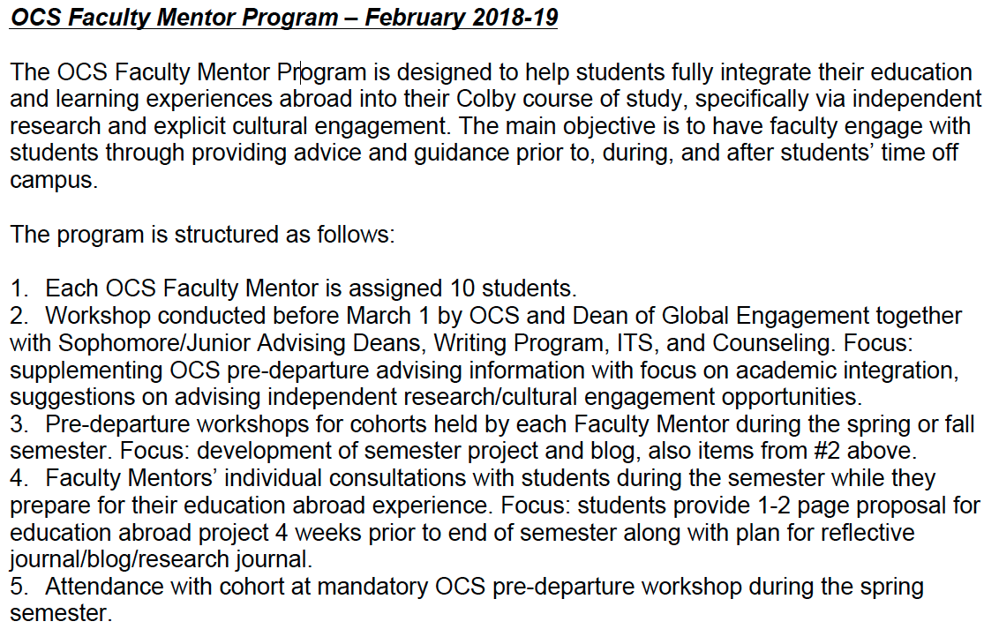 OCS Faculty Mentor Program – February 2018-19
The OCS Faculty Mentor Program is designed to help students fully integrate their education
and learning experiences abroad into their Colby course of study, specifically via independent
research and explicit cultural engagement. The main objective is to have faculty engage with
students through providing advice and guidance prior to, during, and after students’ time off
campus.
The program is structured as follows:
1. Each OCS Faculty Mentor is assigned 10 students.
2. Workshop conducted before March 1 by OCS and Dean of Global Engagement together
with Sophomore/Junior Advising Deans, Writing Program, ITS, and Counseling. Focus:
supplementing OCS pre-departure advising information with focus on academic integration,
suggestions on advising independent research/cultural engagement opportunities.
3. Pre-departure workshops for cohorts held by each Faculty Mentor during the spring or fall
semester. Focus: development of semester project and blog, also items from #2 above.
4. Faculty Mentors’ individual consultations with students during the semester while they
prepare for their education abroad experience. Focus: students provide 1-2 page proposal for
education abroad project 4 weeks prior to end of semester along with plan for reflective
journal/blog/research journal.
5. Attendance with cohort at mandatory OCS pre-departure workshop during the spring
semester.